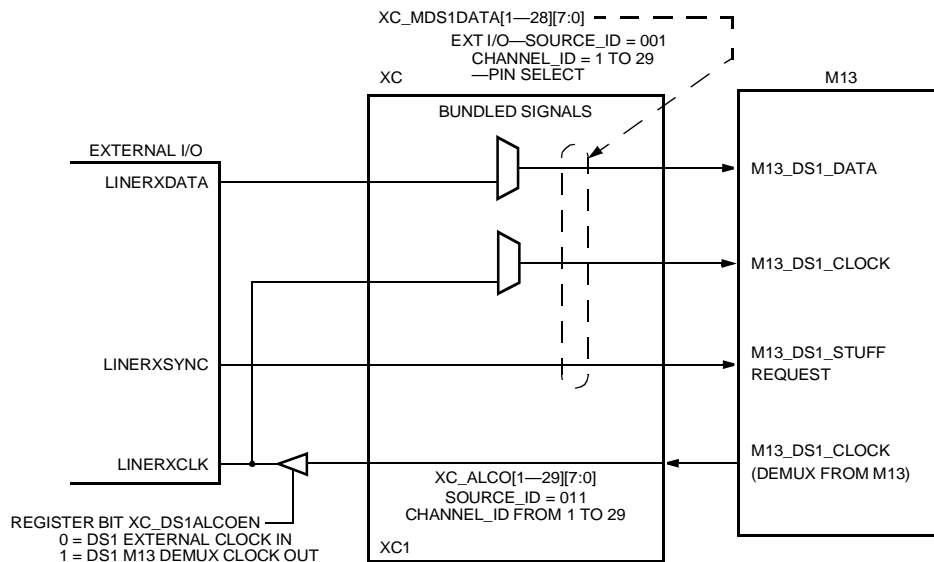 XC_MDS1DATA[1—28][7:0]
EXT I/O—SOURCE_ID = 001
CHANNEL_ID = 1 TO 29
—PIN SELECT
XC
M13
BUNDLED SIGNALS
EXTERNAL I/O
LINERXDATA
M13_DS1_DATA
M13_DS1_CLOCK
LINERXSYNC
M13_DS1_STUFF
REQUEST
LINERXCLK
M13_DS1_CLOCK
(DEMUX FROM M13)
XC_ALCO[1—29][7:0]
SOURCE_ID = 011
CHANNEL_ID FROM 1 TO 29
REGISTER BIT XC_DS1ALCOEN
0 = DS1 EXTERNAL CLOCK IN
1 = DS1 M13 DEMUX CLOCK OUT
XC1